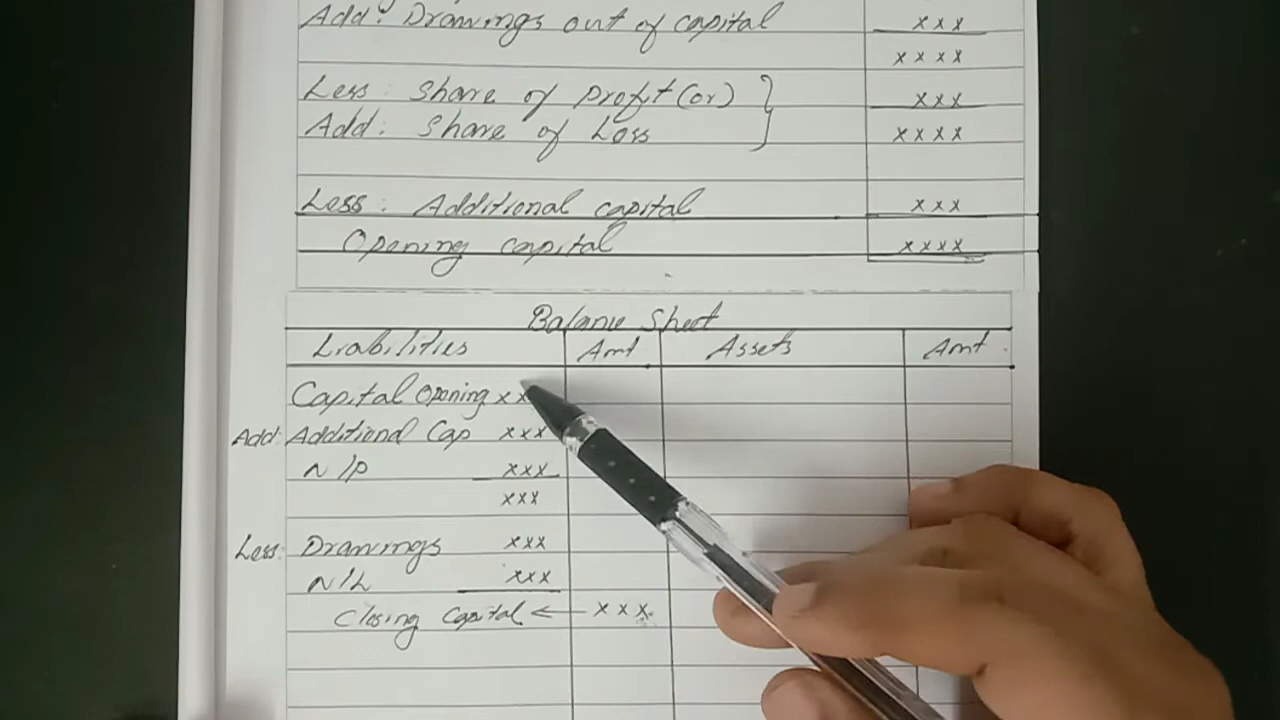 Add: Drawings out of capital xxx
xxxx
Less: Share of Profit (or) xxx
Add: Share of Loss xxxx
Less: Additional capital xxx
Opening capital xxxx
Balance Sheet
Liabilities Amt Assets Amt
Capital Opening xx
Add: Additional Cap xxx
N/P xxx
xxx
Less: Drawings xxx
N/L xxx
Closing Capital ← xxx